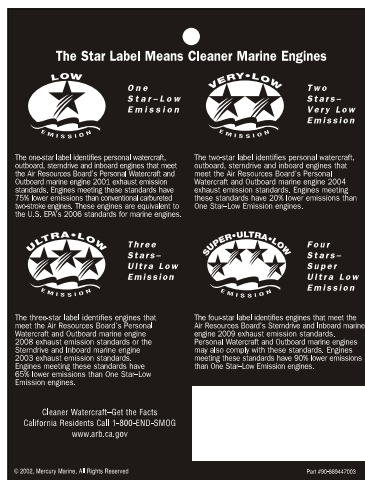 The Star Label Means Cleaner Marine Engines
LOW
EMISSION
One
Star–Low
Emission
VERY•LOW
EMISSION
Two
Stars–
Very Low
Emission
The one-star label identifies personal watercraft,
outboard, sterndrive and inboard engines that meet
the Air Resources Board's Personal Watercraft and
Outboard marine engine 2001 exhaust emission
standards. Engines meeting these standards have
75% lower emissions than conventional carbureted
two-stroke engines. These engines are equivalent to
the U.S. EPA's 2006 standards for marine engines.
The two-star label identifies personal watercraft,
outboard, sterndrive and inboard engines that
meet the Air Resources Board's Personal
Watercraft and Outboard marine engine 2004
exhaust emission standards. Engines meeting
these standards have 20% lower emissions than
One Star–Low Emission engines.
ULTRA•LOW
EMISSION
Three
Stars–
Ultra Low
Emission
SUPER•ULTRA•LOW
EMISSION
Four
Stars–
Super
Ultra Low
Emission
The three-star label identifies engines that
meet the Air Resources Board's Personal
Watercraft and Outboard marine engine
2008 exhaust emission standards or the
Sterndrive and Inboard marine engine
2003 exhaust emission standards.
Engines meeting these standards have
65% lower emissions than One Star–Low
Emission engines.
The four-star label identifies engines that meet the
Air Resources Board's Sterndrive and Inboard marine
engine 2009 exhaust emission standards.
Personal Watercraft and Outboard marine engines
may also comply with these standards. Engines
meeting these standards have 90% lower emissions
than One Star–Low Emission engines.
Cleaner Watercraft–Get the Facts
California Residents Call 1-800-END-SMOG
www.arb.ca.gov
© 2002, Mercury Marine, All Rights Reserved
Part #90-889447003